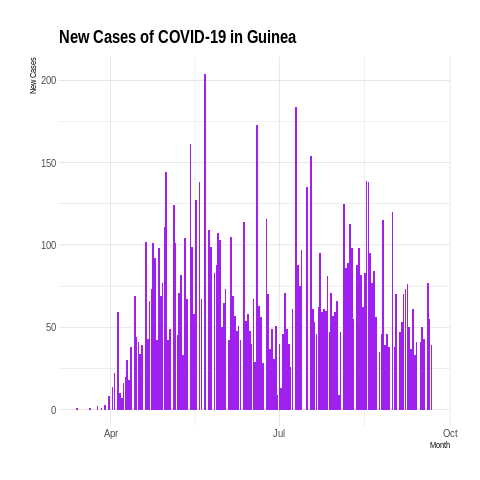 New Cases of COVID-19 in Guinea
New Cases
200
150
100
50
0
Apr
Jul
Oct
Month